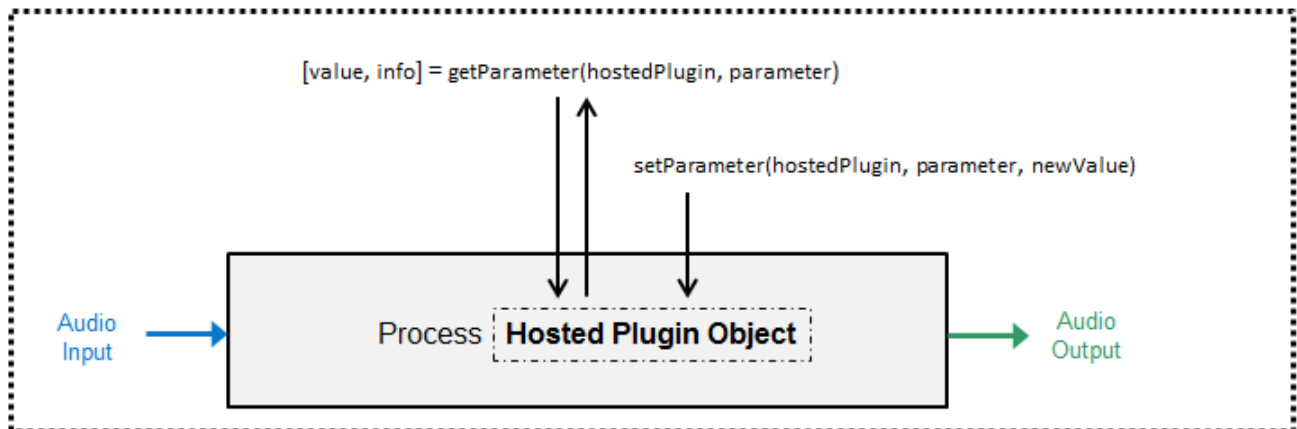 [value, info] = getParameter(hostedPlugin, parameter)
setParameter(hostedPlugin, parameter, newValue)
Audio
Input
Process Hosted Plugin Object
Audio
Output